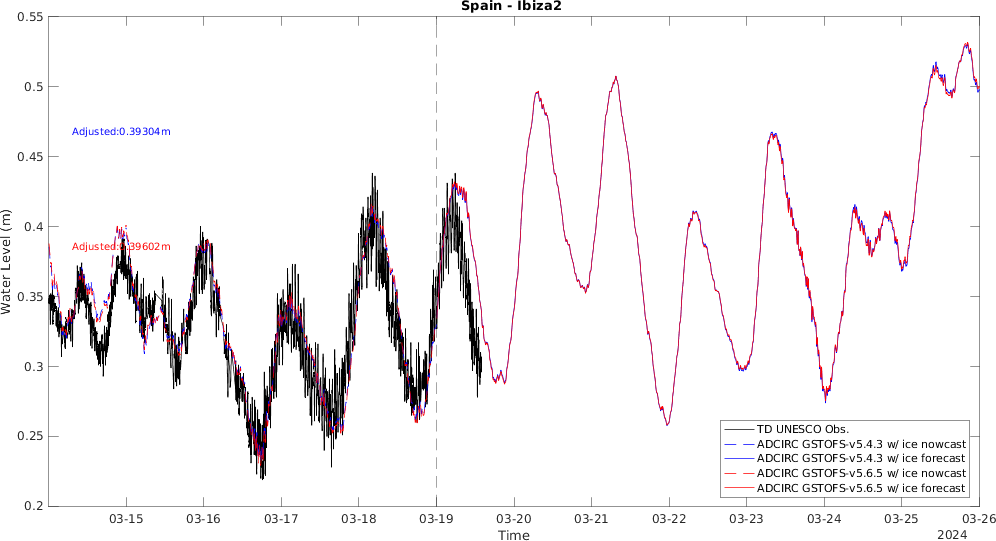 Spain - Ibiza2
0.55
0.5
0.45
0.4
0.35
0.3
0.25
0.2
Water Level (m)
Adjusted:0.39304m
Adjusted:0.39602m
TD UNESCO Obs.
ADCIRC GSTOFS-v5.4.3 w/ ice nowcast
ADCIRC GSTOFS-v5.4.3 w/ ice forecast
ADCIRC GSTOFS-v5.6.5 w/ ice nowcast
ADCIRC GSTOFS-v5.6.5 w/ ice forecast
03-15 03-16 03-17 03-18 03-19 03-20 03-21 03-22 03-23 03-24 03-25 03-26
Time
2024